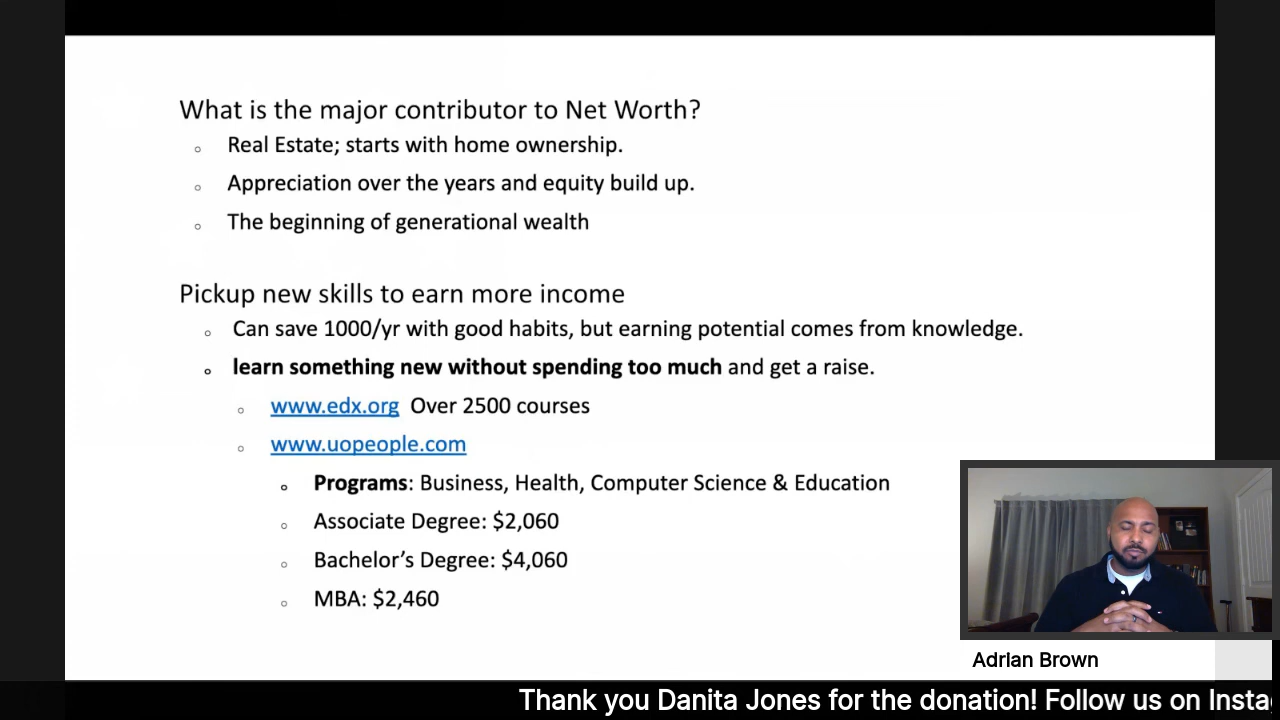 What is the major contributor to Net Worth?
Real Estate; starts with home ownership.
Appreciation over the years and equity build up.
The beginning of generational wealth
Pickup new skills to earn more income
Can save 1000/yr with good habits, but earning potential comes from knowledge.
learn something new without spending too much and get a raise.
www.edx.org Over 2500 courses
www.uopeople.com
Programs: Business, Health, Computer Science & Education
Associate Degree: $2,060
Bachelor’s Degree: $4,060
MBA: $2,460
Adrian Brown
Thank you Danita Jones for the donation! Follow us on Insta